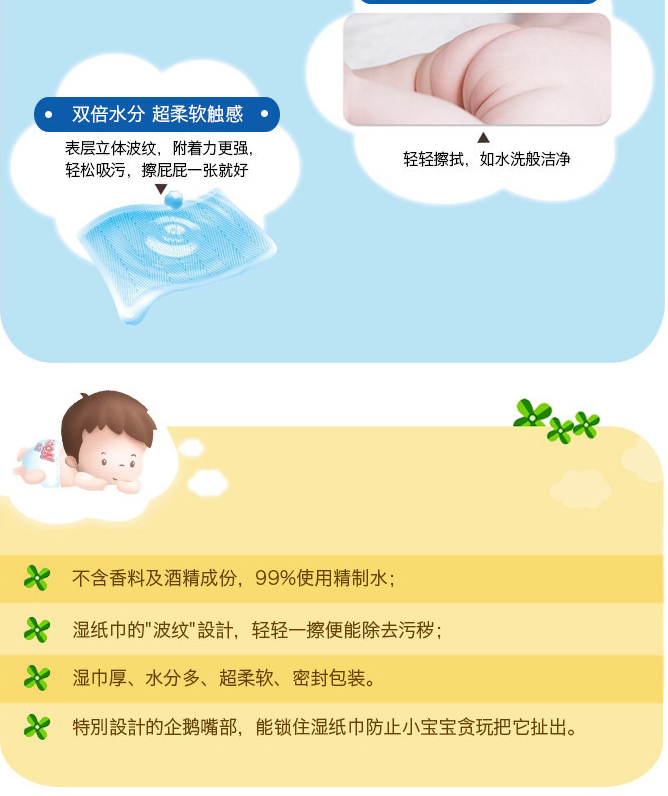 双倍水分 超柔软触感
表层立体波纹，附着力更强，
轻松吸污，擦屁屁一张就好
轻轻擦拭，如水洗般洁净
不含香料及酒精成份，99%使用精制水；
湿纸巾的"波纹"設計，轻轻一擦便能除去污秽；
湿巾厚、水分多、超柔软、密封包装。
特別設計的企鹅嘴部，能锁住湿纸巾防止小宝宝贪玩把它扯出。